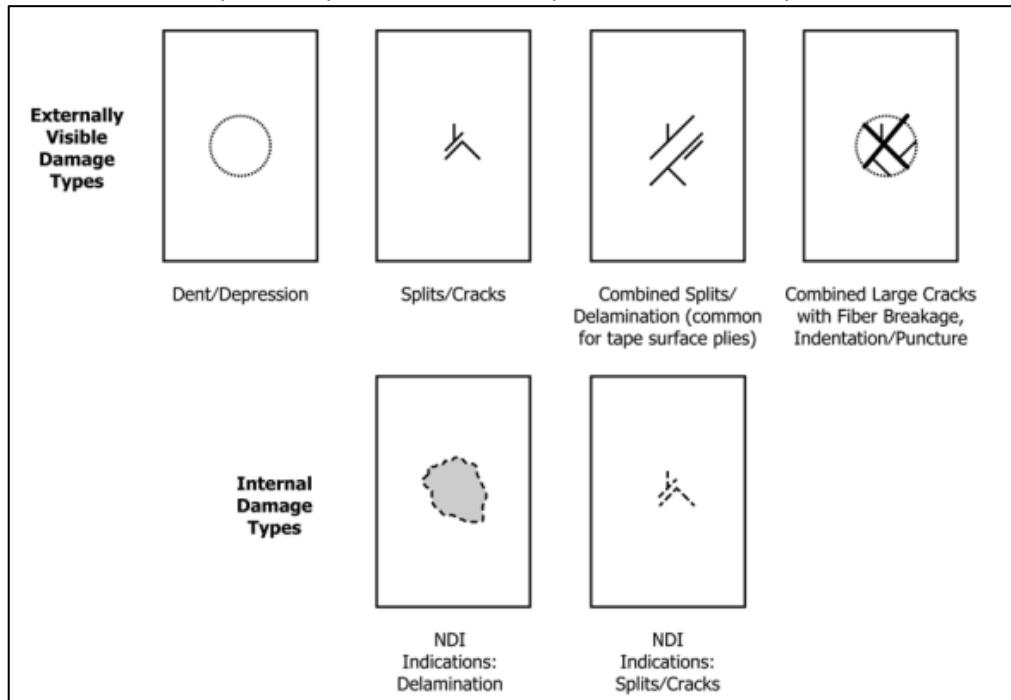 Externally
Visible
Damage
Types
Dent/Depression
Splits/Cracks
Combined Splits/
Delamination (common
for tape surface plies)
Combined Large Cracks
with Fiber Breakage,
Indentation/Puncture
Internal
Damage
Types
NDI
Indications:
Delamination
NDI
Indications:
Splits/Cracks